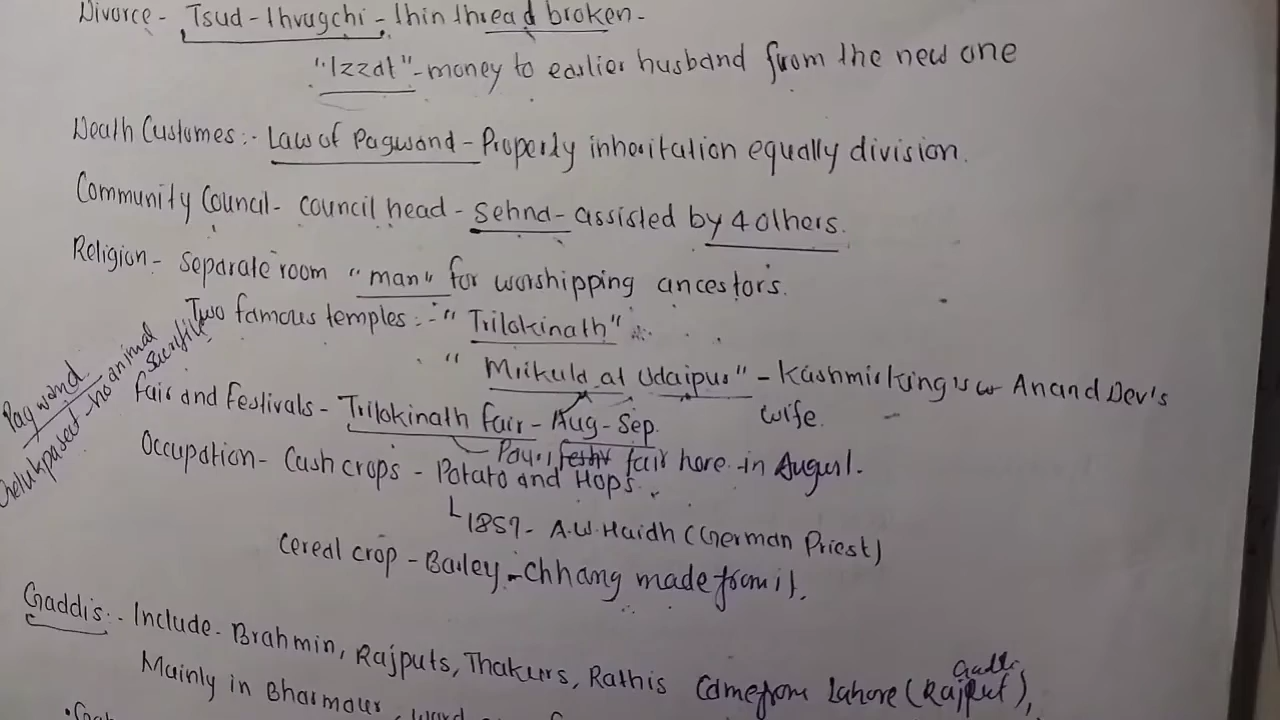 Divorce - Tsud - thvagchi - thin thread broken -
"Izzat" - money to earlier husband from the new one
Death Customes :- Law of Pagwand - Property inheritation equally division.
Community Council - council head - Sehna - assisted by 4 others.
Religion - Separate room "man" for worshipping ancestors.
Two famous temples :- "Trilokinath"
" Mrikula at Udaipur" - Kashmir king's Anand Dev's
wife.
Pagwand
Gelukpa sect - no animal
sacrifice
Fair and festivals - Trilokinath fair - Aug - Sep.
Pauri fair here in August.
Occupation - Cash crops - Potato and Hops.
1857 - A.W. Haidh (German Priest)
Cereal crop - Barley - Chhang made from it.
Gaddis :- Include - Brahmin, Rajputs, Thakurs, Rathis Came from Lahore (Rajput),
Mainly in Bharmour,